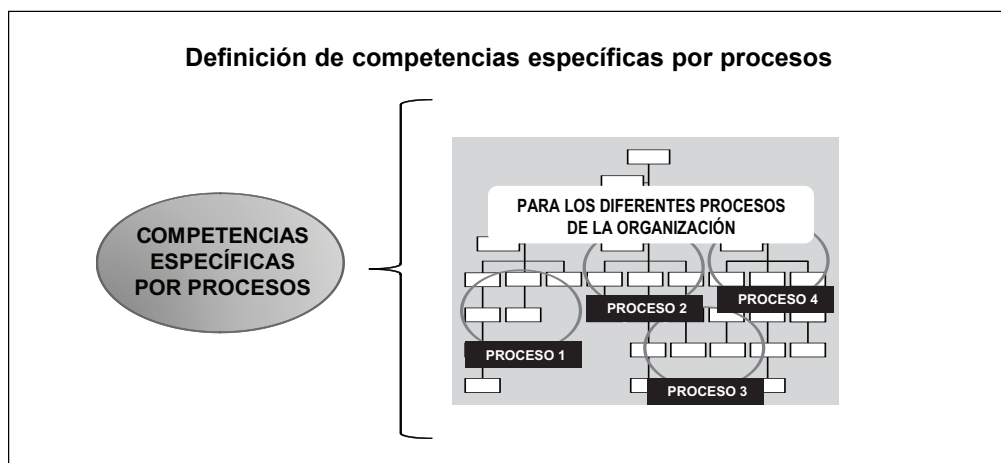 Definición de competencias específicas por procesos
COMPETENCIAS
ESPECÍFICAS
POR PROCESOS
PARA LOS DIFERENTES PROCESOS
DE LA ORGANIZACIÓN
PROCESO 1
PROCESO 2
PROCESO 3
PROCESO 4